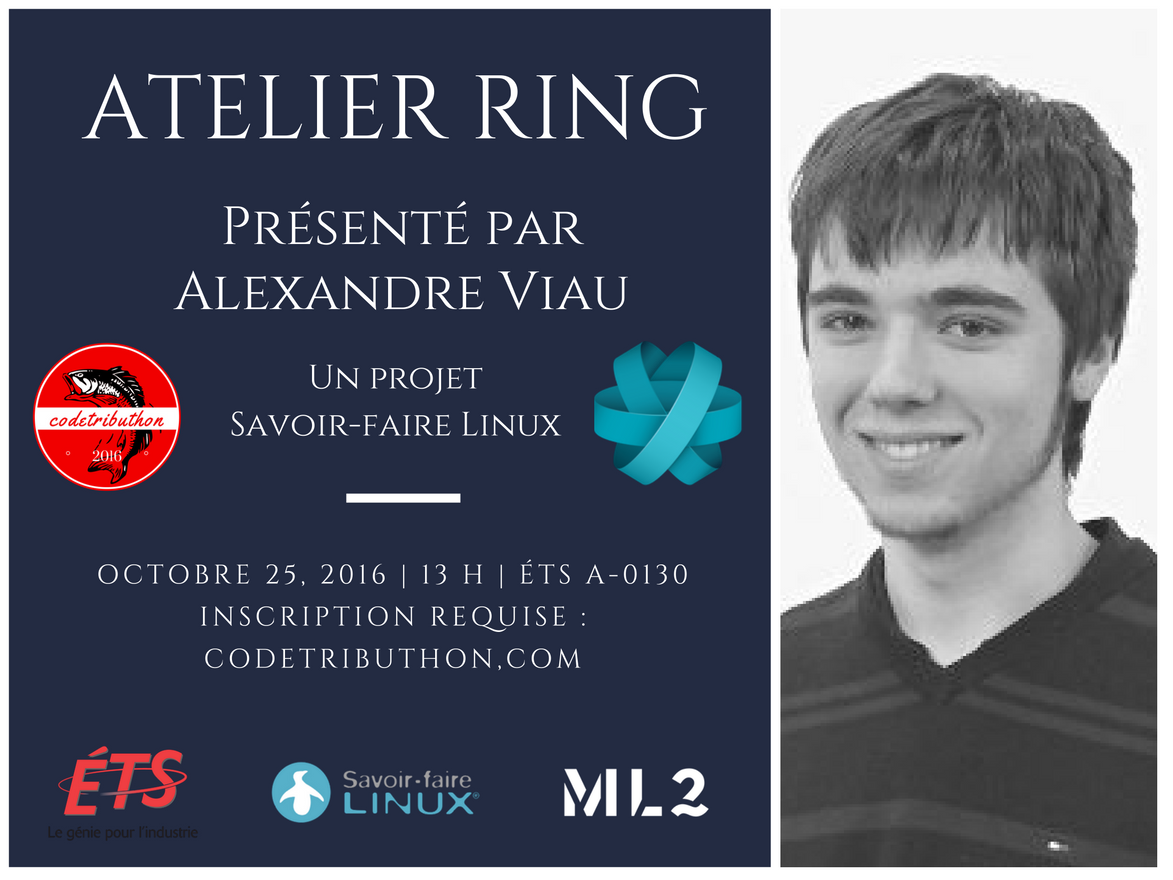 ATELIER RING
PRÉSENTÉ PAR
ALEXANDRE VIAU
UN PROJET
SAVOIR-FAIRE LINUX
codetributhon
2016
OCTOBRE 25, 2016 | 13 H | ÉTS A-0130
INSCRIPTION REQUISE :
CODETRIBUTHON,COM
ÉTS
Le génie pour l'industrie
Savoir-faire
LINUX®
ML2